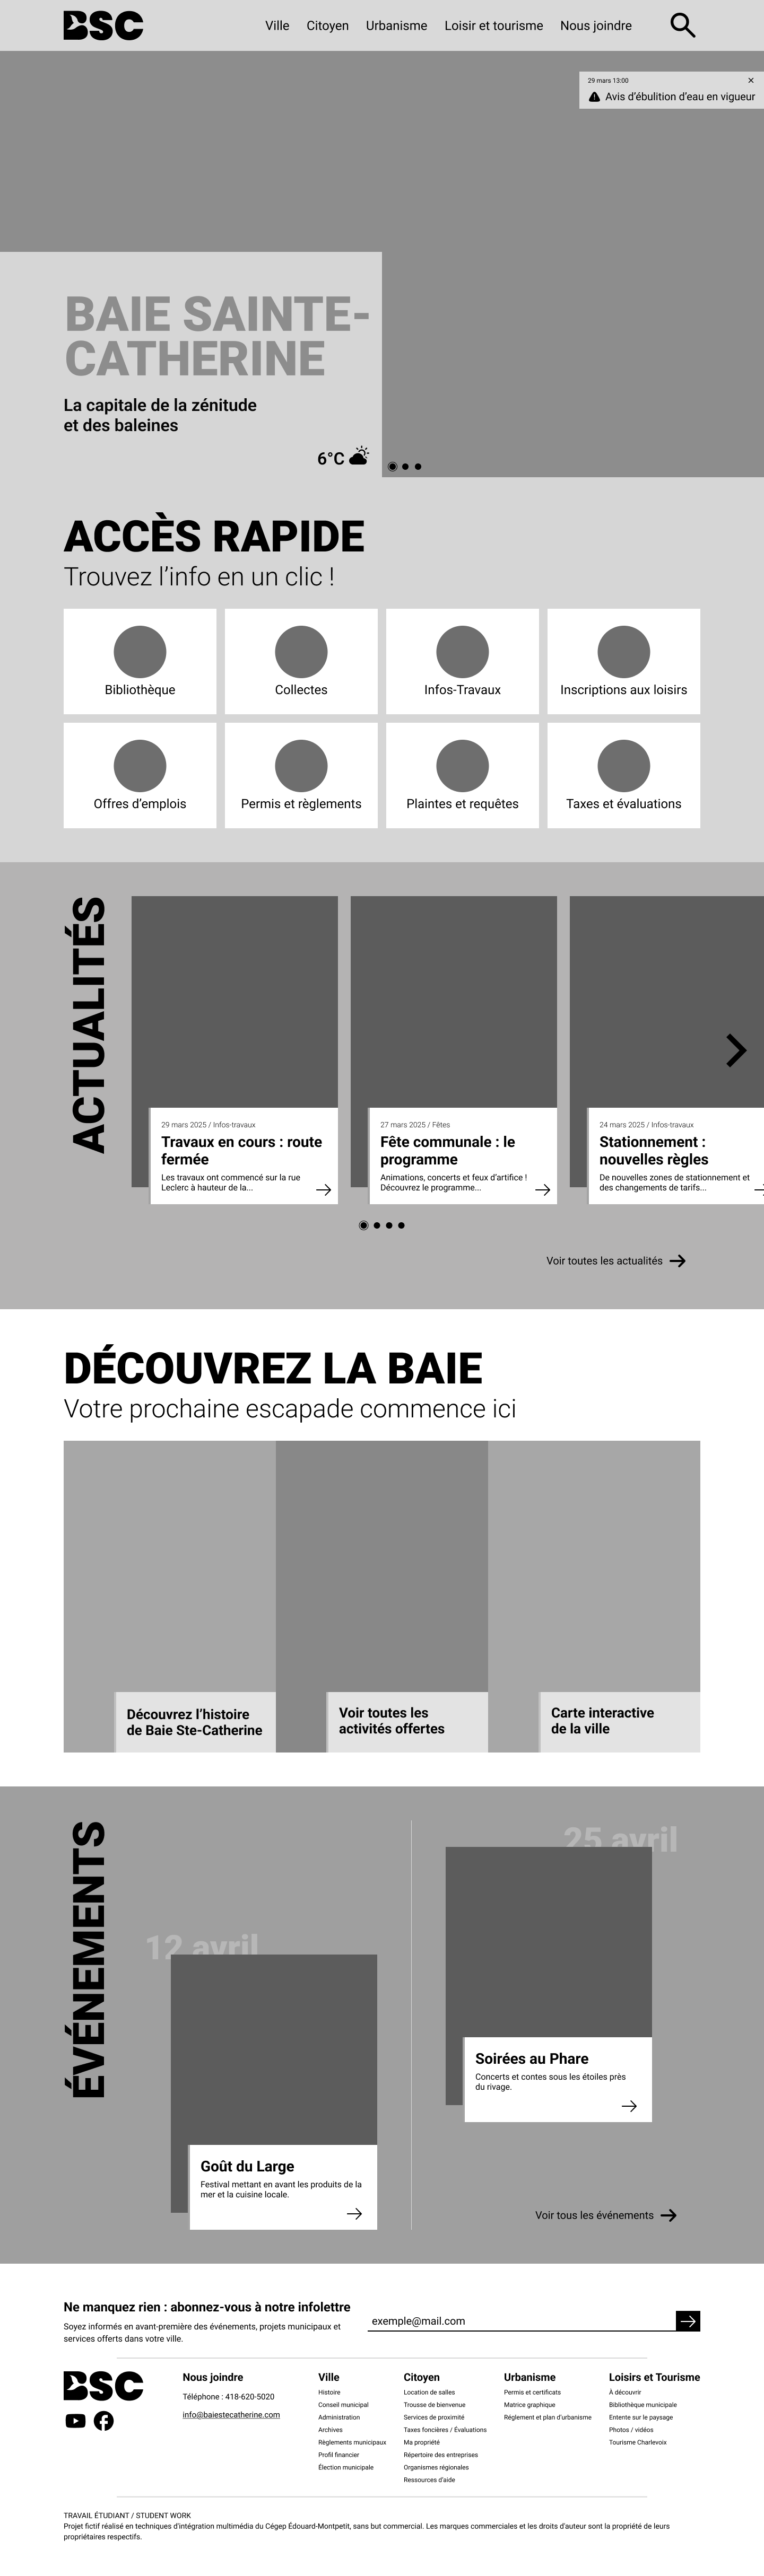 BSC
Ville
Citoyen
Urbanisme
Loisir et tourisme
Nous joindre
29 mars 13:00
Avis d’ébulition d’eau en vigueur
BAIE SAINTE-
CATHERINE
La capitale de la zénitude
et des baleines
6°C
ACCÈS RAPIDE
Trouvez l’info en un clic !
Bibliothèque
Collectes
Infos-Travaux
Inscriptions aux loisirs
Offres d’emplois
Permis et règlements
Plaintes et requêtes
Taxes et évaluations
ACTUALITÉS
29 mars 2025 / Infos-travaux
Travaux en cours : route
fermée
Les travaux ont commencé sur la rue
Leclerc à hauteur de la...
27 mars 2025 / Fêtes
Fête communale : le
programme
Animations, concerts et feux d’artifice !
Découvrez le programme...
24 mars 2025 / Infos-travaux
Stationnement :
nouvelles règles
De nouvelles zones de stationnement et
des changements de tarifs...
Voir toutes les actualités
DÉCOUVREZ LA BAIE
Votre prochaine escapade commence ici
Découvrez l’histoire
de Baie Ste-Catherine
Voir toutes les
activités offertes
Carte interactive
de la ville
ÉVÉNEMENTS
12 avril
Goût du Large
Festival mettant en avant les produits de la
mer et la cuisine locale.
25 avril
Soirées au Phare
Concerts et contes sous les étoiles près
du rivage.
Voir tous les événements
Ne manquez rien : abonnez-vous à notre infolettre
Soyez informés en avant-première des événements, projets municipaux et
services offerts dans votre ville.
exemple@mail.com
BSC
Nous joindre
Téléphone : 418-620-5020
info@baiestecatherine.com
Ville
Histoire
Conseil municipal
Administration
Archives
Règlements municipaux
Profil financier
Élection municipale
Citoyen
Location de salles
Trousse de bienvenue
Services de proximité
Taxes foncières / Évaluations
Ma propriété
Répertoire des entreprises
Organismes régionales
Ressources d’aide
Urbanisme
Permis et certificats
Matrice graphique
Réglement et plan d’urbanisme
Loisirs et Tourisme
À découvrir
Bibliothèque municipale
Entente sur le paysage
Photos / vidéos
Tourisme Charlevoix
TRAVAIL ÉTUDIANT / STUDENT WORK
Projet fictif réalisé en techniques d'intégration multimédia du Cégep Édouard-Montpetit, sans but commercial. Les marques commerciales et les droits d'auteur sont la propriété de leurs
propriétaires respectifs.